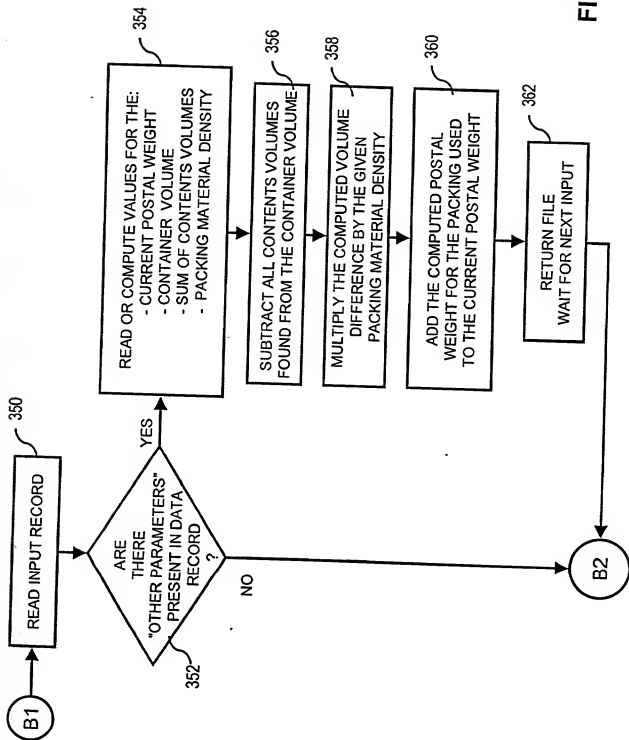 B1
350
READ INPUT RECORD
ARE
THERE
"OTHER PARAMETERS"
PRESENT IN DATA
RECORD
?
352
YES
NO
354
READ OR COMPUTE VALUES FOR THE:
- CURRENT POSTAL WEIGHT
- CONTAINER VOLUME
- SUM OF CONTENTS VOLUMES
- PACKING MATERIAL DENSITY
356
SUBTRACT ALL CONTENTS VOLUMES
FOUND FROM THE CONTAINER VOLUME
358
MULTIPLY THE COMPUTED VOLUME
DIFFERENCE BY THE GIVEN
PACKING MATERIAL DENSITY
360
ADD THE COMPUTED POSTAL
WEIGHT FOR THE PACKING USED
TO THE CURRENT POSTAL WEIGHT
362
RETURN FILE
WAIT FOR NEXT INPUT
B2
FI